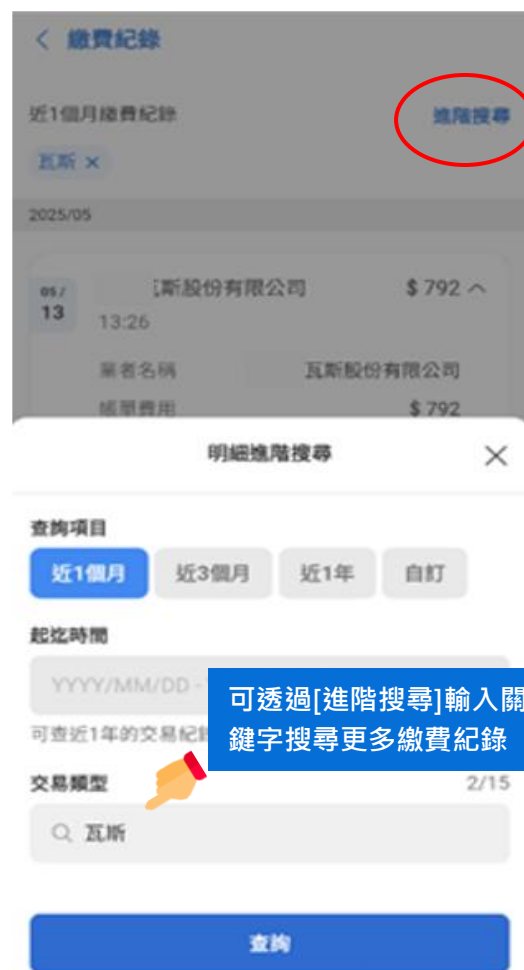 繳費紀錄
近1個月繳費紀錄
進階搜尋
瓦斯 ×
2025/05
05/
13
瓦斯股份有限公司
$ 792
13:26
業者名稱
瓦斯股份有限公司
帳單費用
$ 792
明細進階搜尋
查詢項目
近1個月
近3個月
近1年
自訂
起迄時間
YYYY/MM/DD -
可查近1年的交易紀錄
可透過[進階搜尋]輸入關
鍵字搜尋更多繳費紀錄
交易類型
2/15
瓦斯
查詢